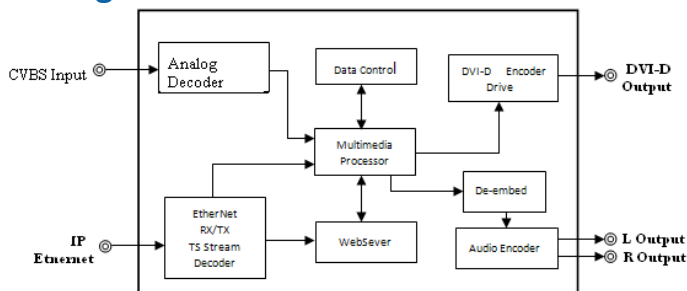 CVBS Input
Analog
Decoder
Data Control
DVI-D Encoder
Drive
DVI-D
Output
Multimedia
Processor
De-embed
EtherNet
RX/TX
TS Stream
Decoder
WebSever
Audio Encoder
IP
Etnernet
L Output
R Output